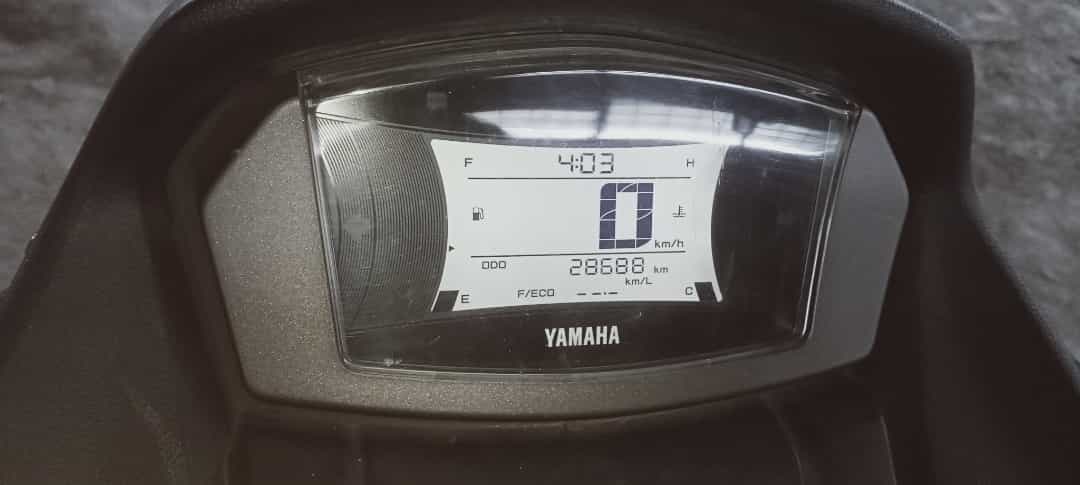 F 4:03 H
0 km/h
ODO 28688 km
km/L
E F/ECO --.- C
YAMAHA